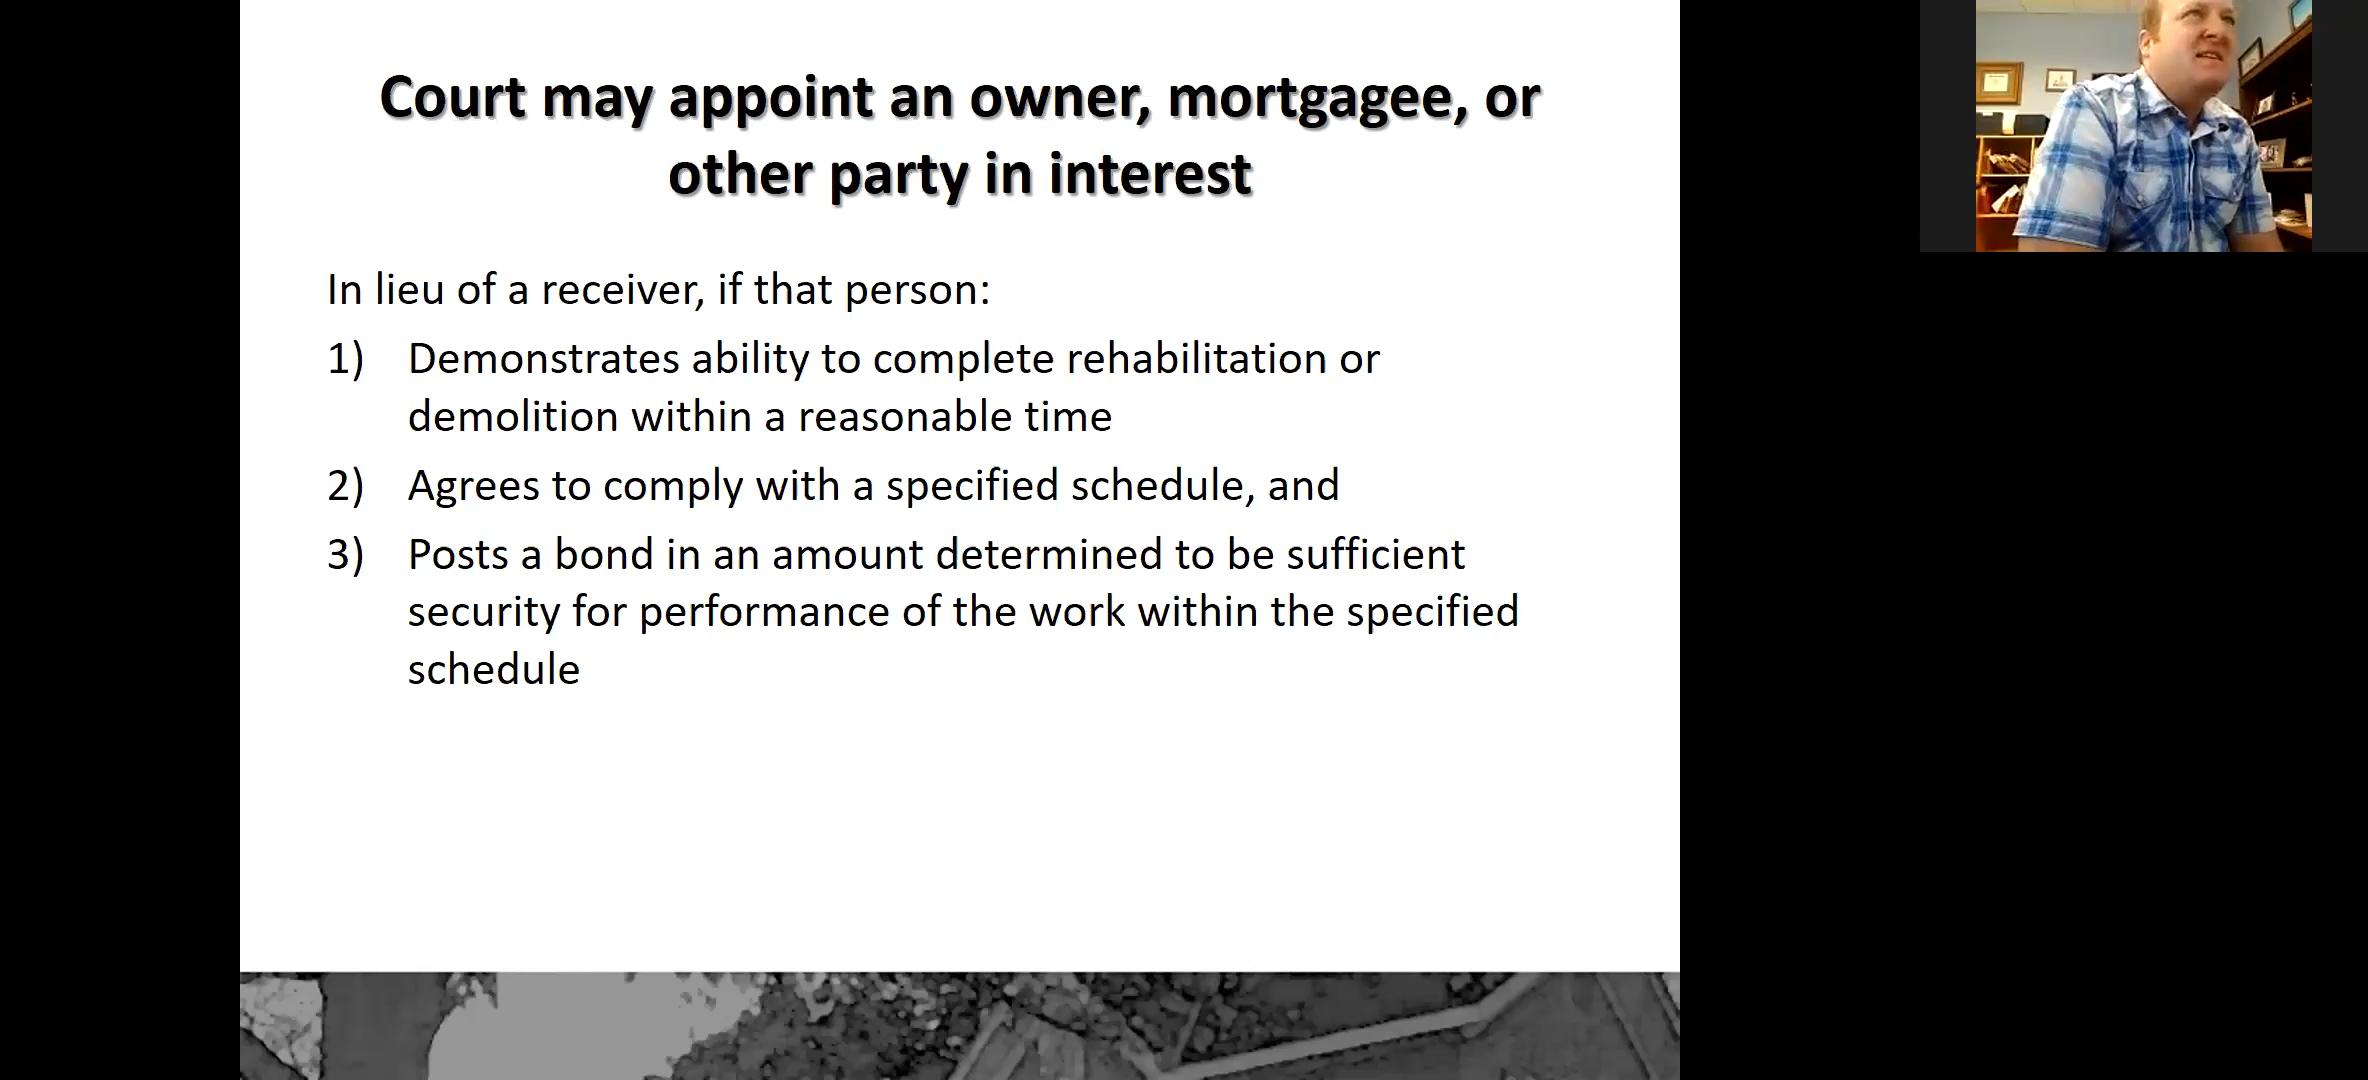 Court may appoint an owner, mortgagee, or
other party in interest
In lieu of a receiver, if that person:
1) Demonstrates ability to complete rehabilitation or
demolition within a reasonable time
2) Agrees to comply with a specified schedule, and
3) Posts a bond in an amount determined to be sufficient
security for performance of the work within the specified
schedule